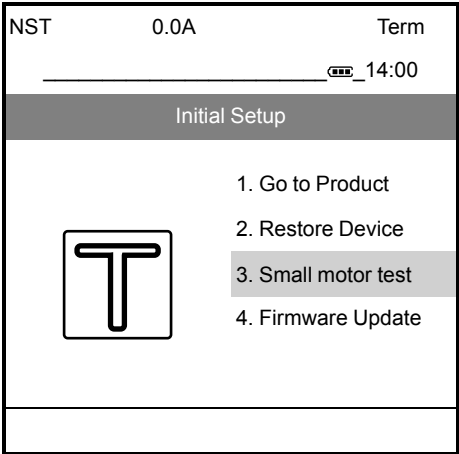 NST 0.0A Term
14:00
Initial Setup
1. Go to Product
2. Restore Device
3. Small motor test
4. Firmware Update
T